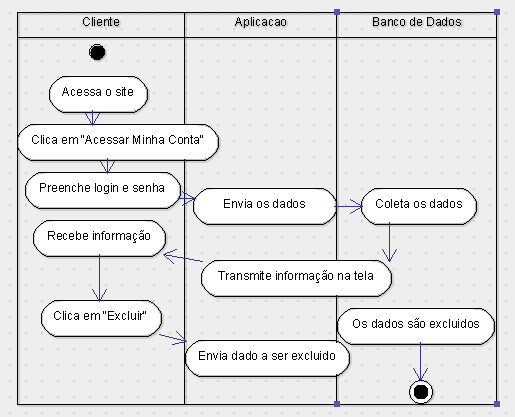 Cliente
Aplicacao
Banco de Dados
Acessa o site
Clica em "Acessar Minha Conta"
Preenche login e senha
Envia os dados
Coleta os dados
Recebe informação
Transmite informação na tela
Clica em "Excluir"
Os dados são excluidos
Envia dado a ser excluido